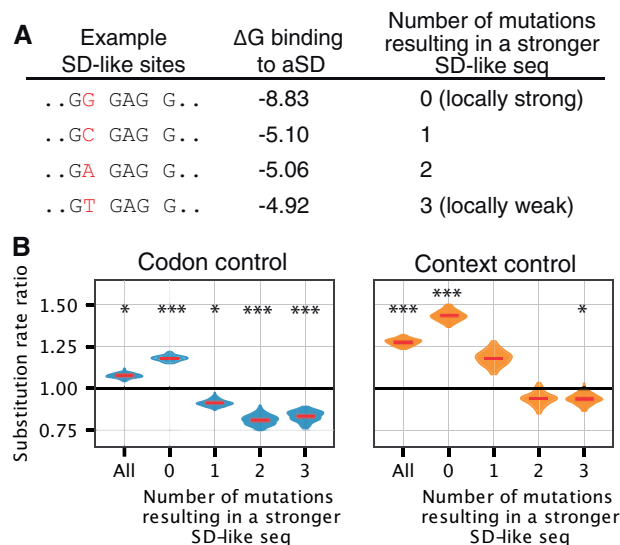 A
Example
SD-like sites
ΔG binding
to aSD
Number of mutations
resulting in a stronger
SD-like seq
..GG GAG G.. -8.83 0 (locally strong)
..GC GAG G.. -5.10 1
..GA GAG G.. -5.06 2
..GT GAG G.. -4.92 3 (locally weak)
B
Codon control
Context control
Substitution rate ratio
1.50
1.25
1.00
0.75
* *** * *** ***
*** *** *
All 0 1 2 3
All 0 1 2 3
Number of mutations
resulting in a stronger
SD-like seq
Number of mutations
resulting in a stronger
SD-like seq